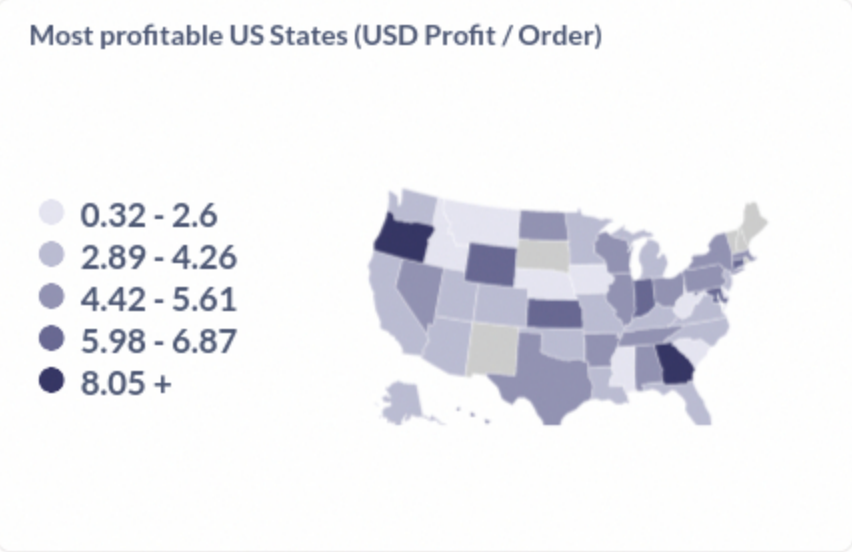 Most profitable US States (USD Profit / Order)
0.32 - 2.6
2.89 - 4.26
4.42 - 5.61
5.98 - 6.87
8.05 +